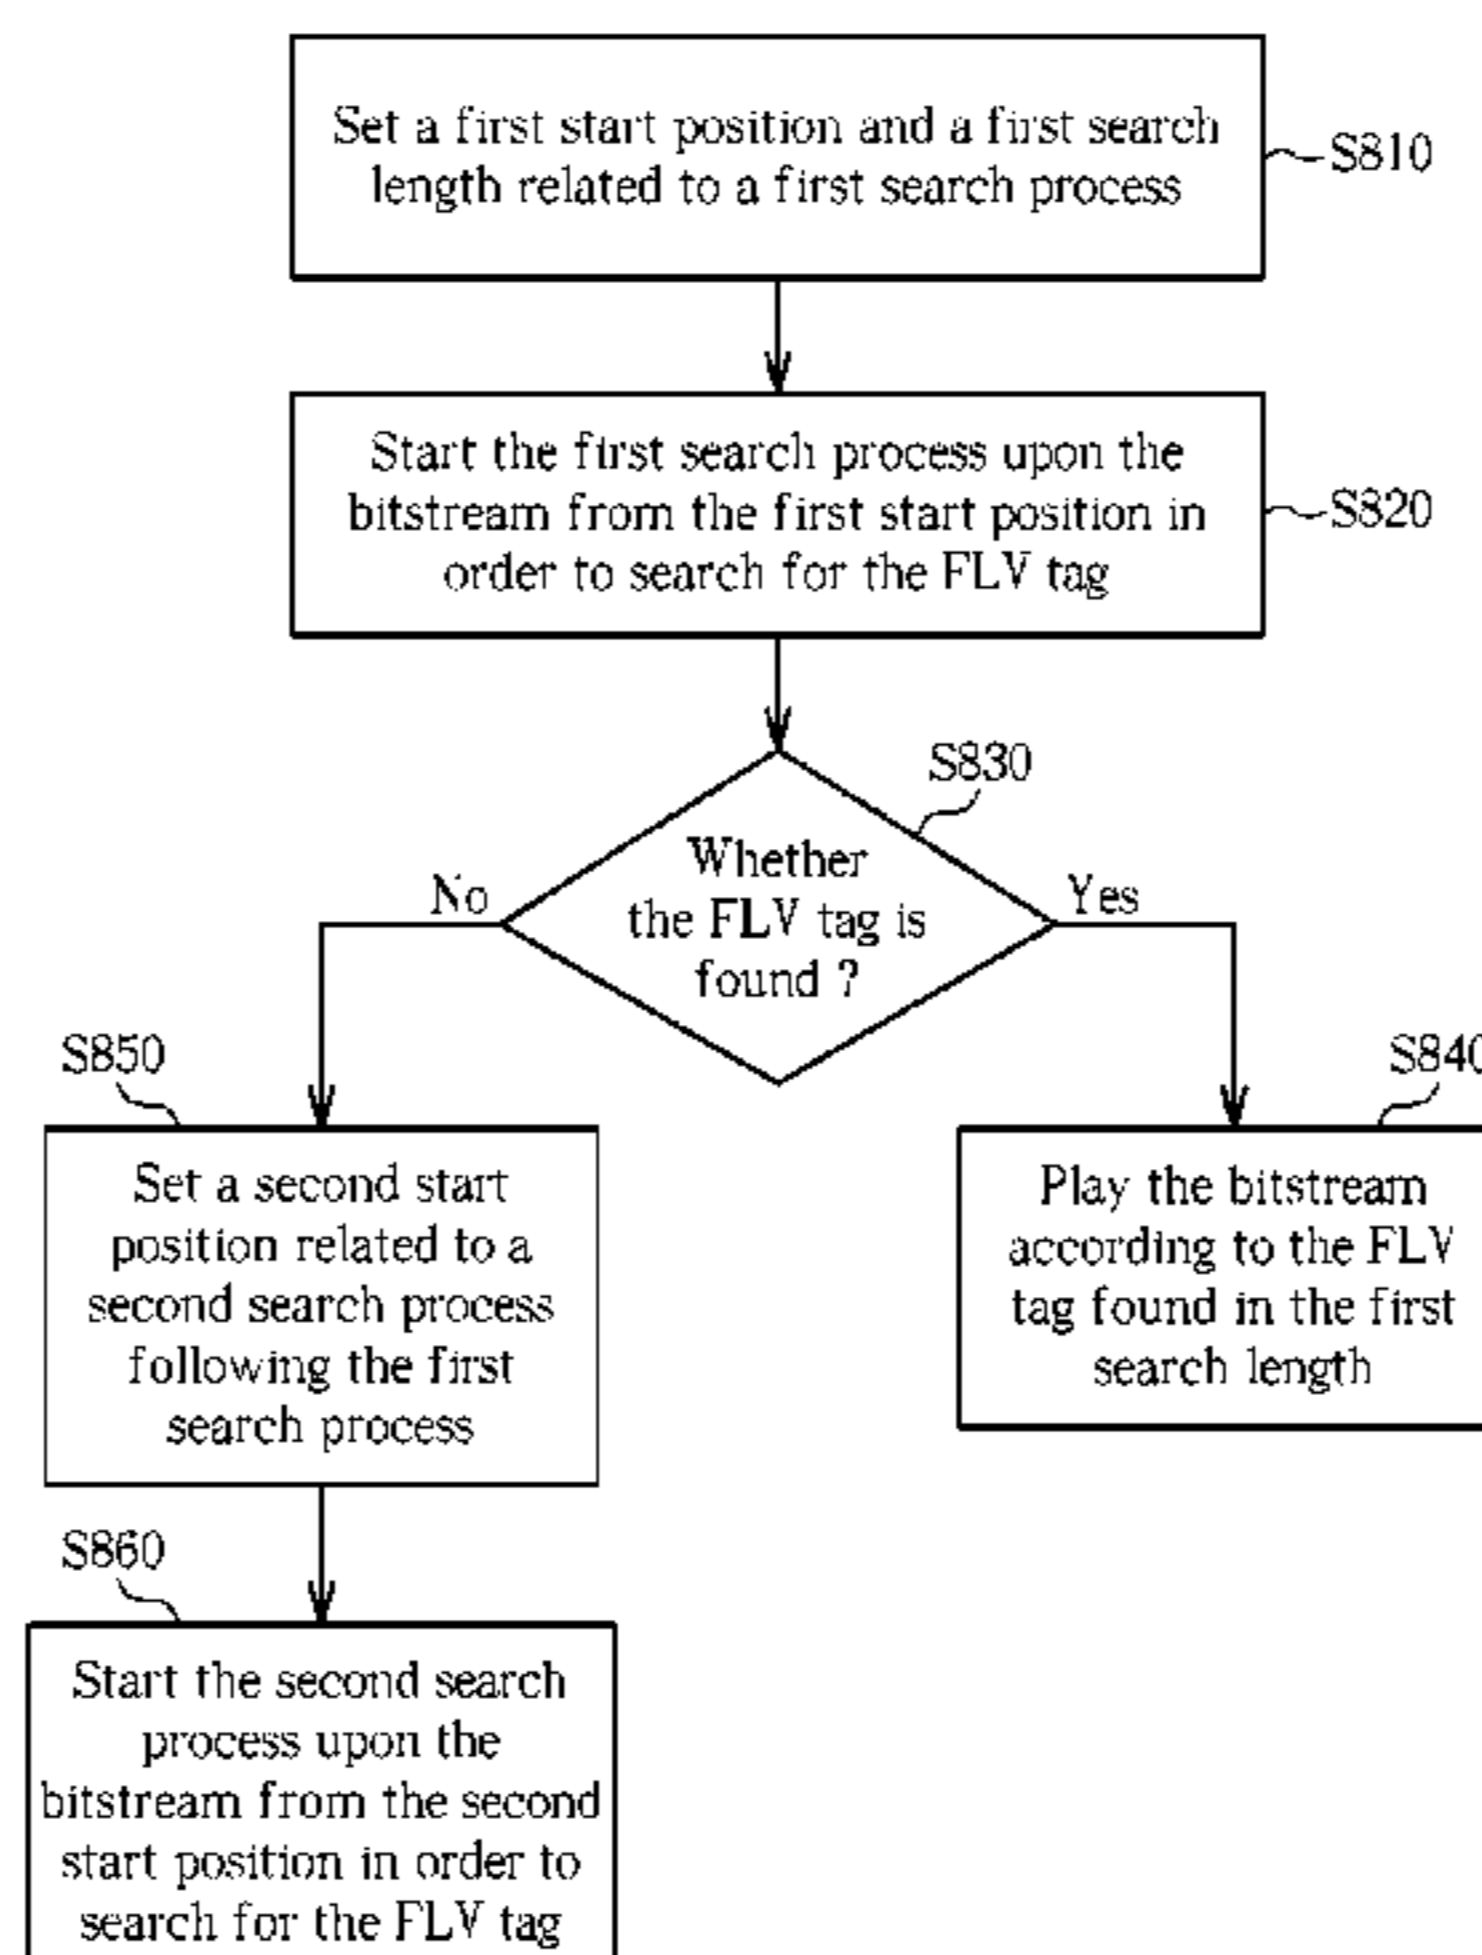 Set a first start position and a first search
length related to a first search process
S810
Start the first search process upon the
bitstream from the first start position in
order to search for the FLV tag
S820
S830
Whether
the FLV tag is
found ?
No
Yes
S850
Set a second start
position related to a
second search process
following the first
search process
S840
Play the bitstream
according to the FLV
tag found in the first
search length
S860
Start the second search
process upon the
bitstream from the second
start position in order to
search for the FLV tag